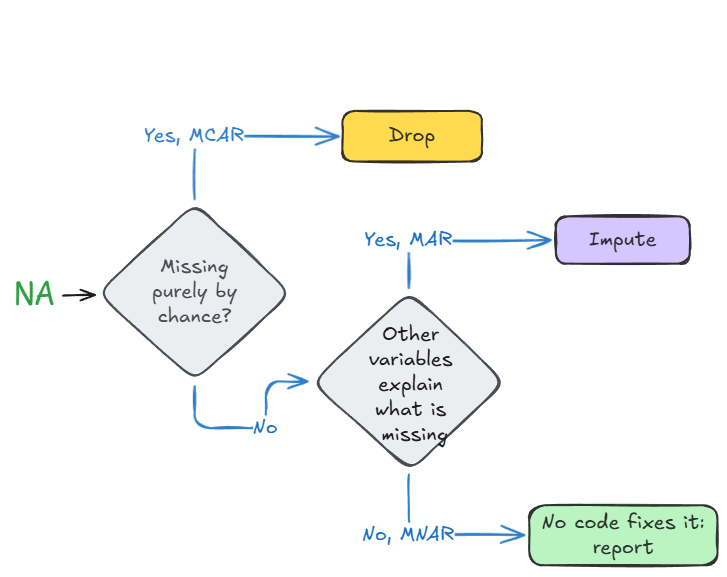 Yes, MCAR
Drop
Yes, MAR
Impute
NA
Missing
purely by
chance?
Other
variables
explain
what is
missing
No
No, MNAR
No code fixes it:
report